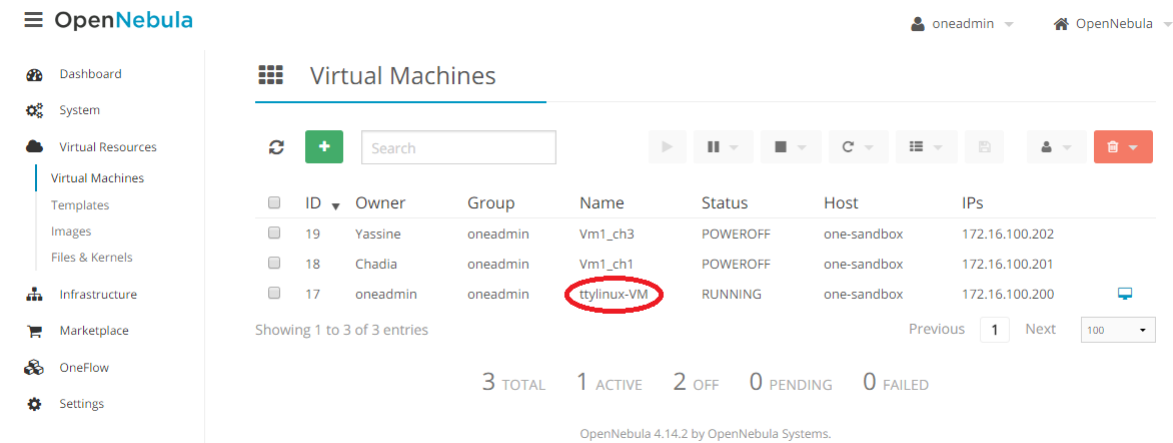 OpenNebula
oneadmin OpenNebula
Dashboard
System
Virtual Resources
Virtual Machines
Templates
Images
Files & Kernels
Infrastructure
Marketplace
OneFlow
Settings
Virtual Machines
Search
ID Owner Group Name Status Host IPs
19 Yassine oneadmin Vm1_ch3 POWEROFF one-sandbox 172.16.100.202
18 Chadia oneadmin Vm1_ch1 POWEROFF one-sandbox 172.16.100.201
17 oneadmin oneadmin ttylinux-VM RUNNING one-sandbox 172.16.100.200
Showing 1 to 3 of 3 entries Previous 1 Next 100
3 TOTAL 1 ACTIVE 2 OFF 0 PENDING 0 FAILED
OpenNebula 4.14.2 by OpenNebula Systems.